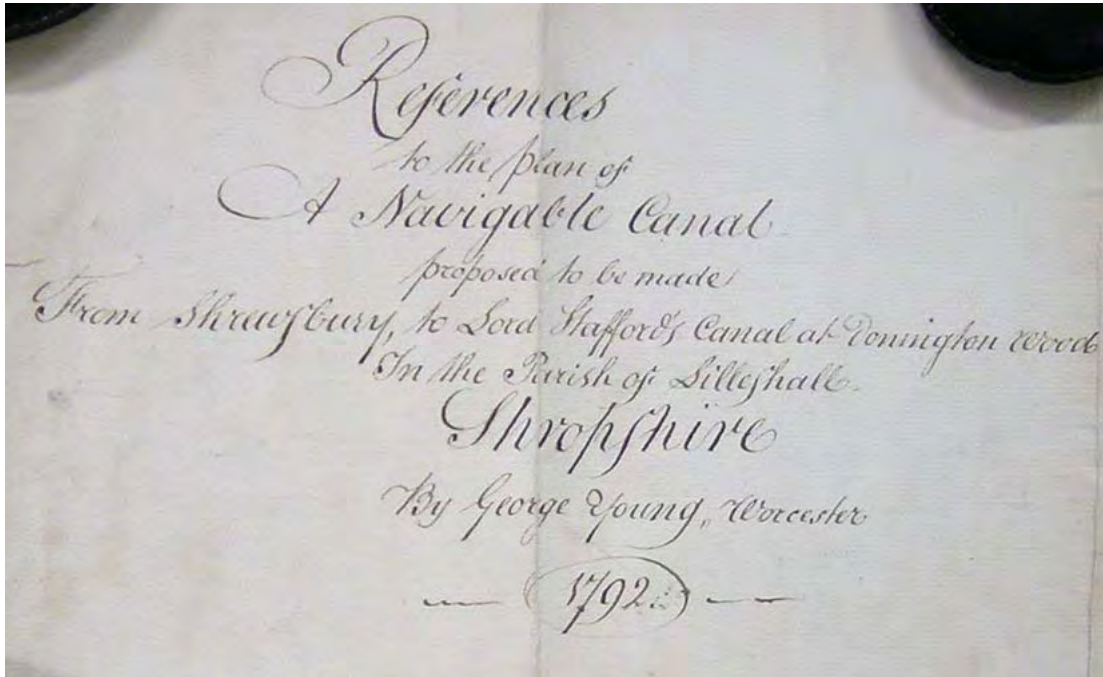 References
to the plan of
A Navigable Canal
proposed to be made
From Shrewsbury, to Lord Stafford's Canal at Donnington Wood
In the Parish of Lilleshall
Shropshire
By George Young, Worcester
1792